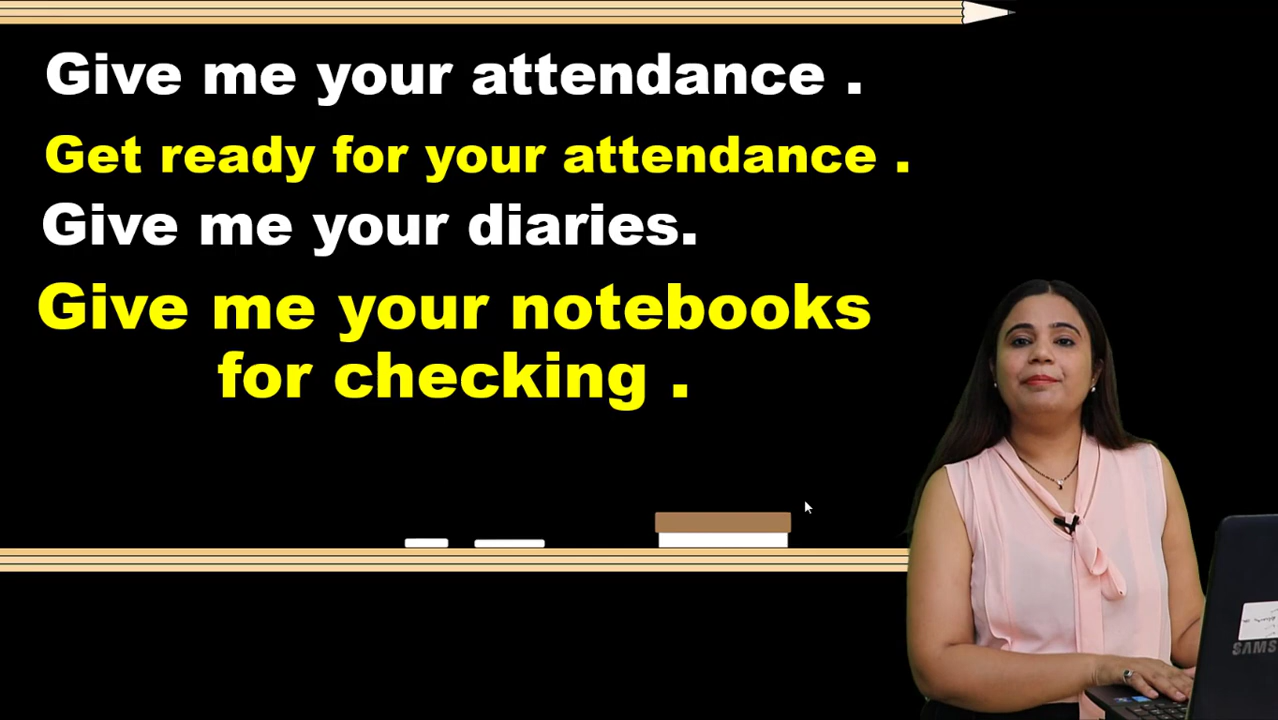 Give me your attendance .
Get ready for your attendance .
Give me your diaries.
Give me your notebooks
for checking .
SAMS